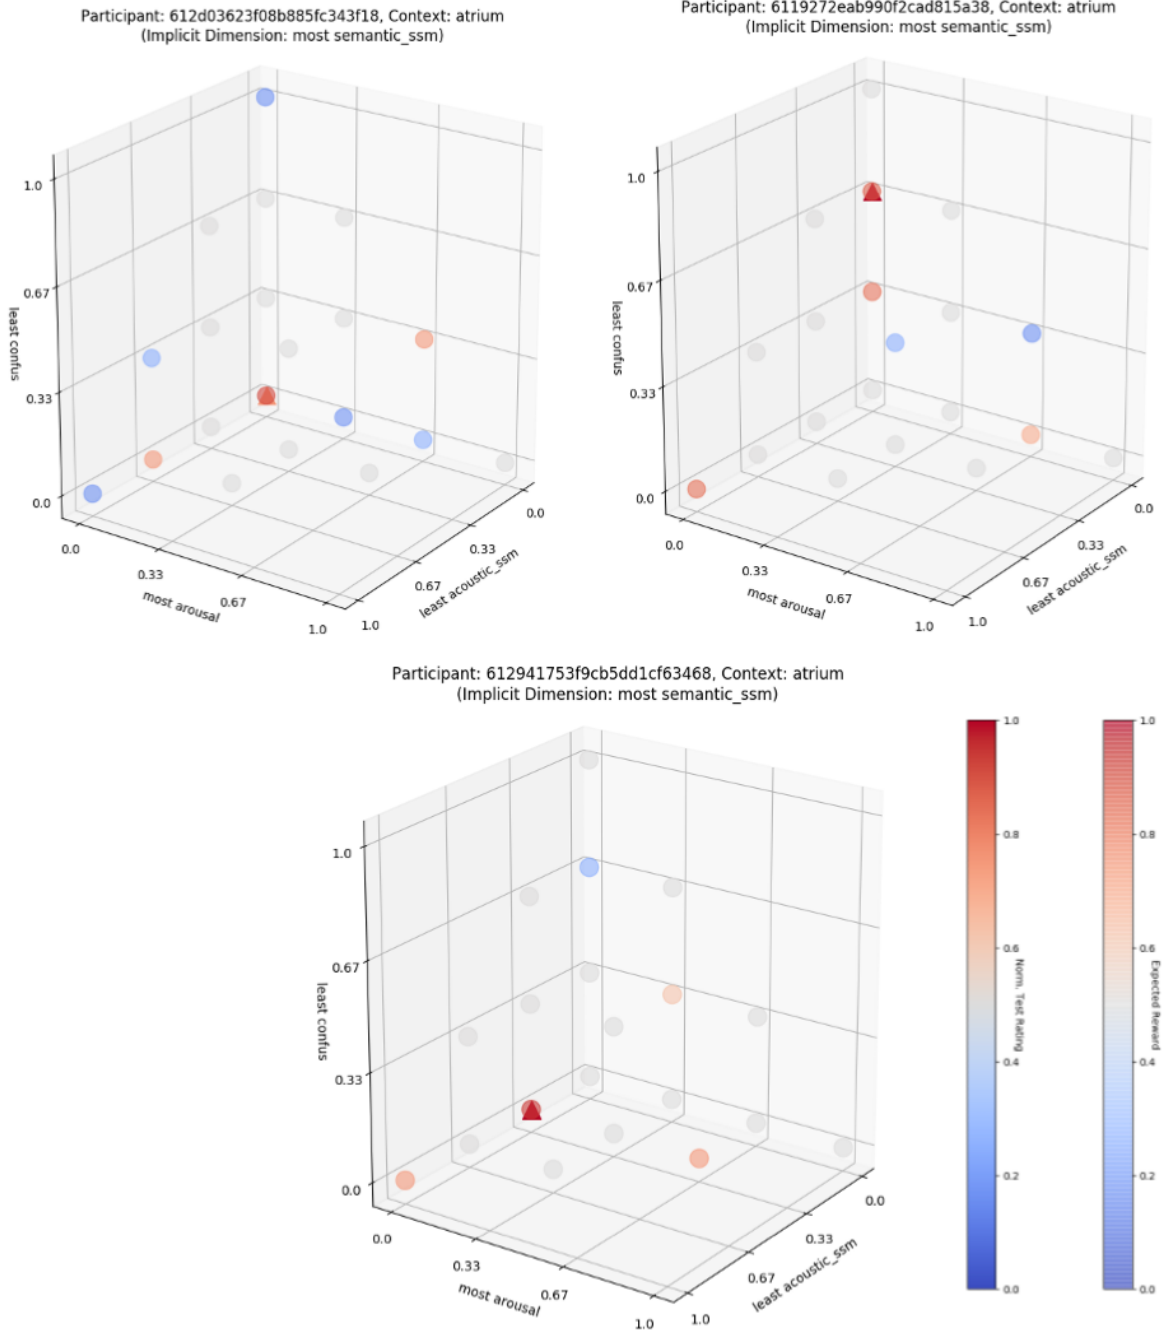 Participant: 612d03623f08b885fc343f18, Context: atrium
(Implicit Dimension: most semantic_ssm)
1.0
0.67
0.33
0.0
least confus
0.0
0.33
0.67
1.0
most arousal
0.0
0.33
0.67
1.0
least acoustic_ssm
Participant: 6119272eab990f2cad815a38, Context: atrium
(Implicit Dimension: most semantic_ssm)
1.0
0.67
0.33
0.0
least confus
0.0
0.33
0.67
1.0
most arousal
0.0
0.33
0.67
1.0
least acoustic_ssm
Participant: 612941753f9cb5dd1cf63468, Context: atrium
(Implicit Dimension: most semantic_ssm)
1.0
0.67
0.33
0.0
least confus
0.0
0.33
0.67
1.0
most arousal
0.0
0.33
0.67
1.0
least acoustic_ssm
1.0
0.8
0.6
0.4
0.2
0.0
Norm. Test Rating
1.0
0.8
0.6
0.4
0.2
0.0
Expected Reward